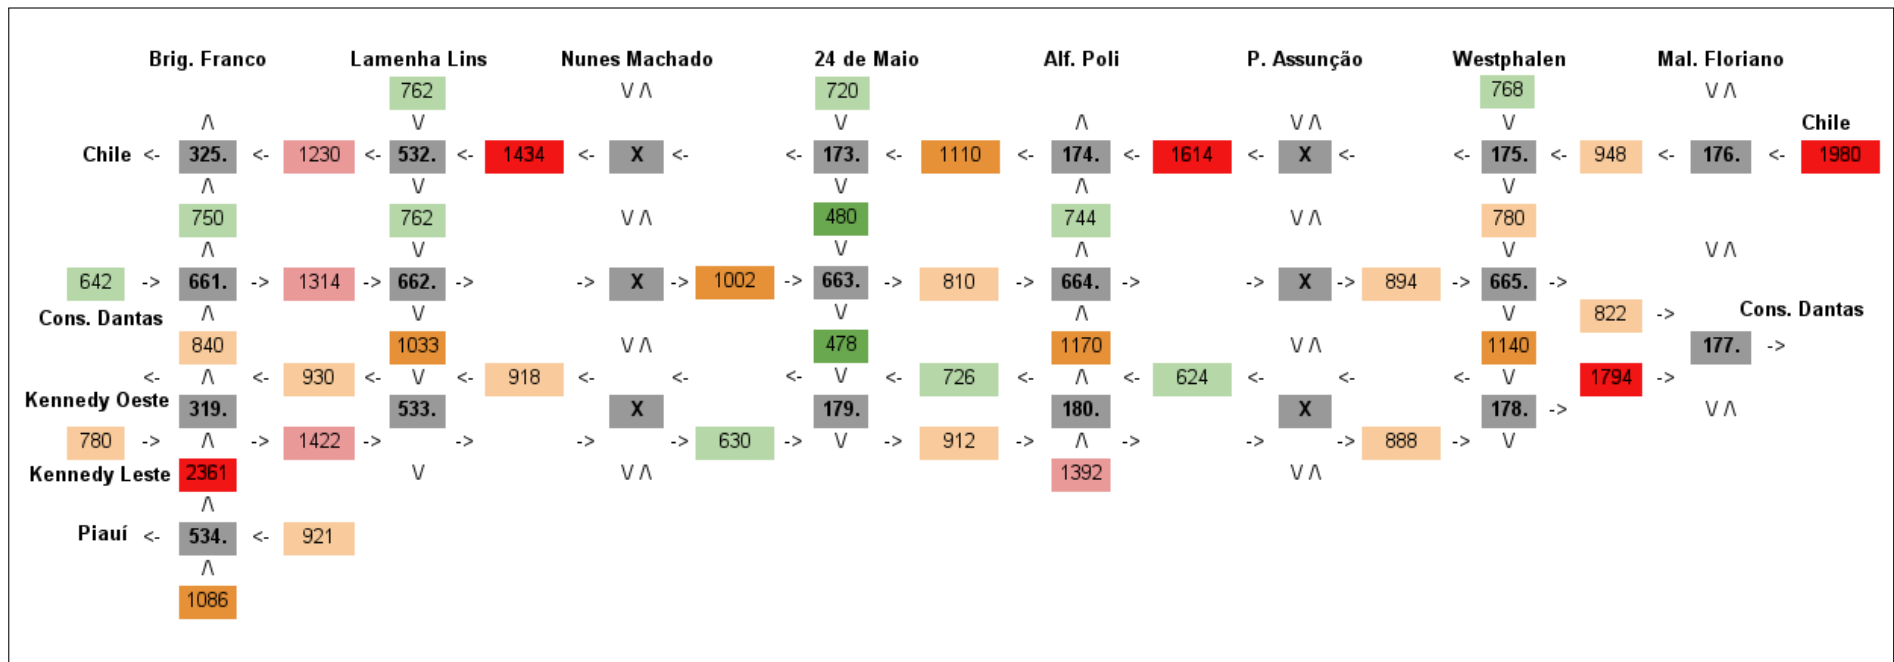 Brig. Franco Lamenha Lins Nunes Machado 24 de Maio Alf. Poli P. Assunção Westphalen Mal. Floriano
762 \/ /\ 720 768 \/ /\
/\ \/ \/ /\ \/ /\ \/ Chile
Chile <- 325. <- 1230 <- 532. <- 1434 <- X <- <- 173. <- 1110 <- 174. <- 1614 <- X <- <- 175. <- 948 <- 176. <- 1980
/\ \/ \/ /\ \/
750 762 \/ /\ 480 744 \/ /\ 780
/\ \/ \/ /\ \/ \/ /\
642 -> 661. -> 1314 -> 662. -> -> X -> 1002 -> 663. -> 810 -> 664. -> -> X -> 894 -> 665. ->
Cons. Dantas /\ \/ /\ \/ 822 -> Cons. Dantas
840 1033 \/ /\ 478 1170 \/ /\ 1140 177. ->
<- /\ <- 930 <- \/ <- 918 <- <- <- \/ <- 726 <- /\ <- 624 <- <- <- \/ 1794 ->
Kennedy Oeste 319. 533. X 179. 180. X 178. -> \/ /\
780 -> /\ -> 1422 -> -> -> -> 630 -> \/ -> 912 -> /\ -> -> -> 888 -> \/
Kennedy Leste 2361 \/ \/ /\ 1392 \/ /\
/\
Piauí <- 534. <- 921
/\
1086